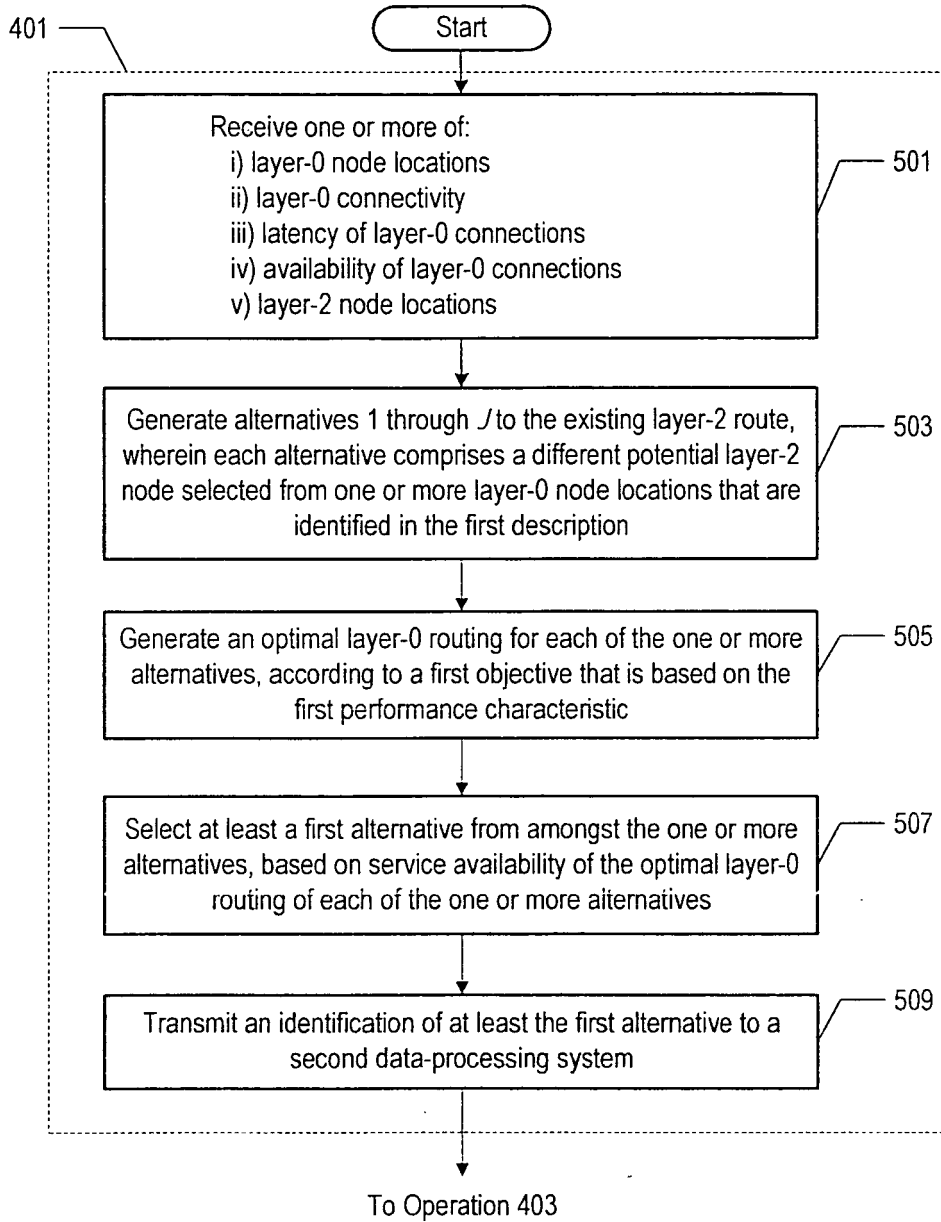 401
Start
Receive one or more of:
i) layer-0 node locations
ii) layer-0 connectivity
iii) latency of layer-0 connections
iv) availability of layer-0 connections
v) layer-2 node locations
501
Generate alternatives 1 through J to the existing layer-2 route,
wherein each alternative comprises a different potential layer-2
node selected from one or more layer-0 node locations that are
identified in the first description
503
Generate an optimal layer-0 routing for each of the one or more
alternatives, according to a first objective that is based on the
first performance characteristic
505
Select at least a first alternative from amongst the one or more
alternatives, based on service availability of the optimal layer-0
routing of each of the one or more alternatives
507
Transmit an identification of at least the first alternative to a
second data-processing system
509
To Operation 403